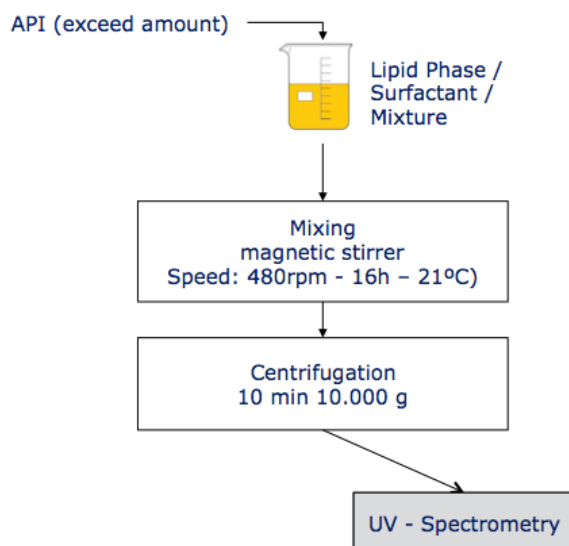 API (exceed amount)
Lipid Phase /
Surfactant /
Mixture
Mixing
magnetic stirrer
Speed: 480rpm - 16h – 21ºC)
Centrifugation
10 min 10.000 g
UV - Spectrometry